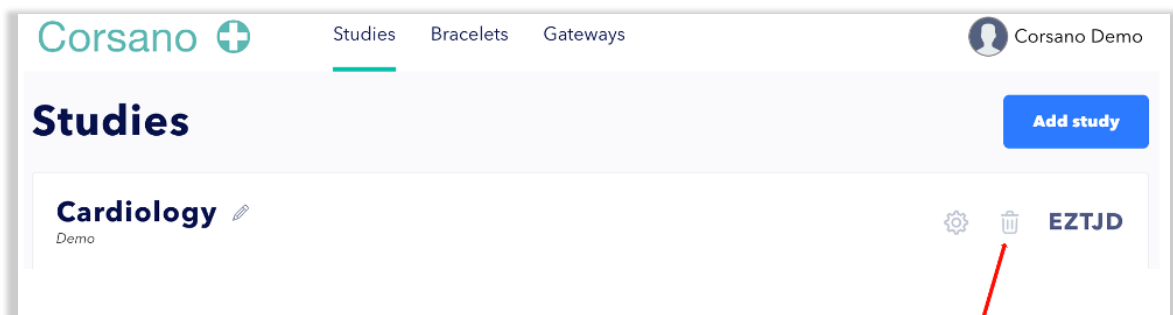 Corsano Studies Bracelets Gateways Corsano Demo
Studies Add study
Cardiology EZTJD
Demo